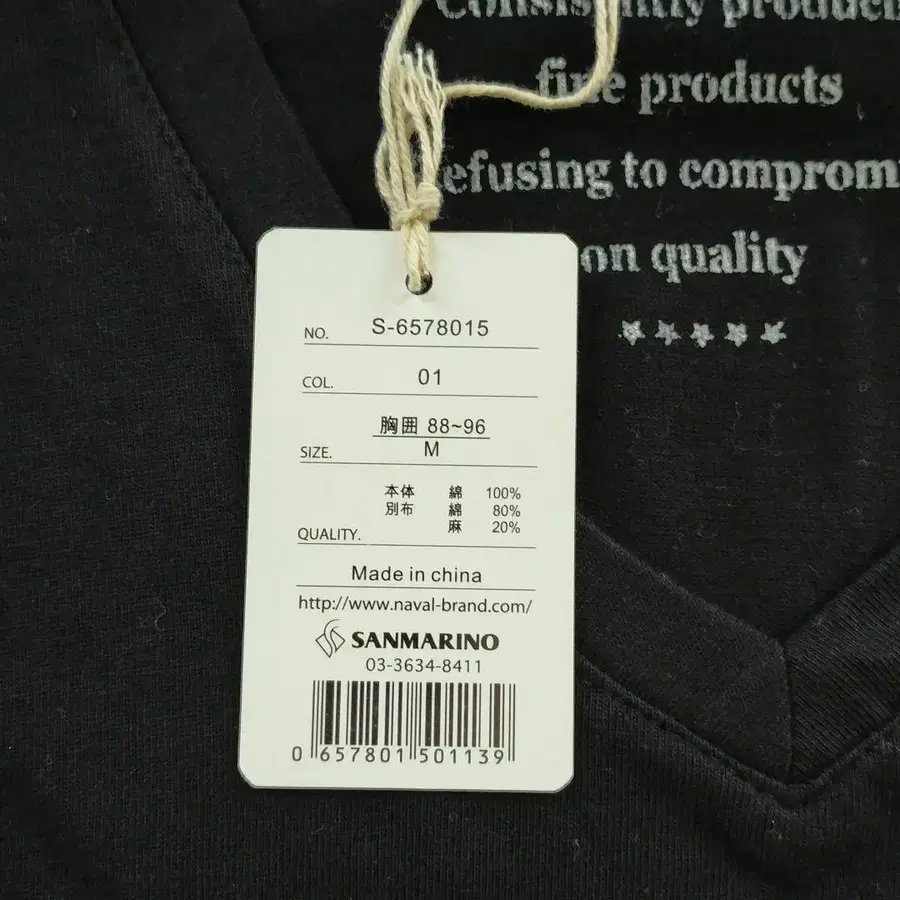 fine products
to compromi
on quality
NO. S-6578015
COL. 01
胸囲 88~96
SIZE. M
本体 綿 100%
別布 綿 80%
麻 20%
QUALITY.
Made in china
http://www.naval-brand.com/
SANMARINO
03-3634-8411
0 657801 501139